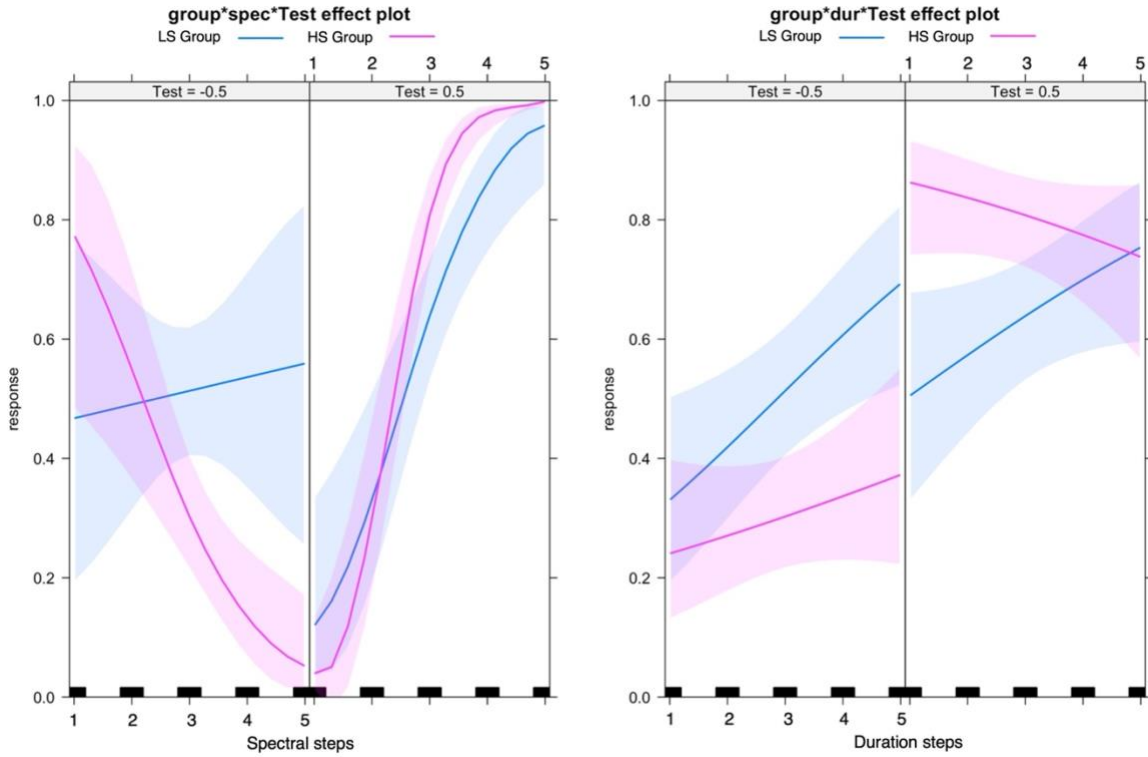 group*spec*Test effect plot
LS Group HS Group
1 2 3 4 5
Test = -0.5 Test = 0.5
1.0
0.8
0.6
0.4
0.2
0.0
response
1 2 3 4 5
Spectral steps
group*dur*Test effect plot
LS Group HS Group
1 2 3 4 5
Test = -0.5 Test = 0.5
1.0
0.8
0.6
0.4
0.2
0.0
response
1 2 3 4 5
Duration steps